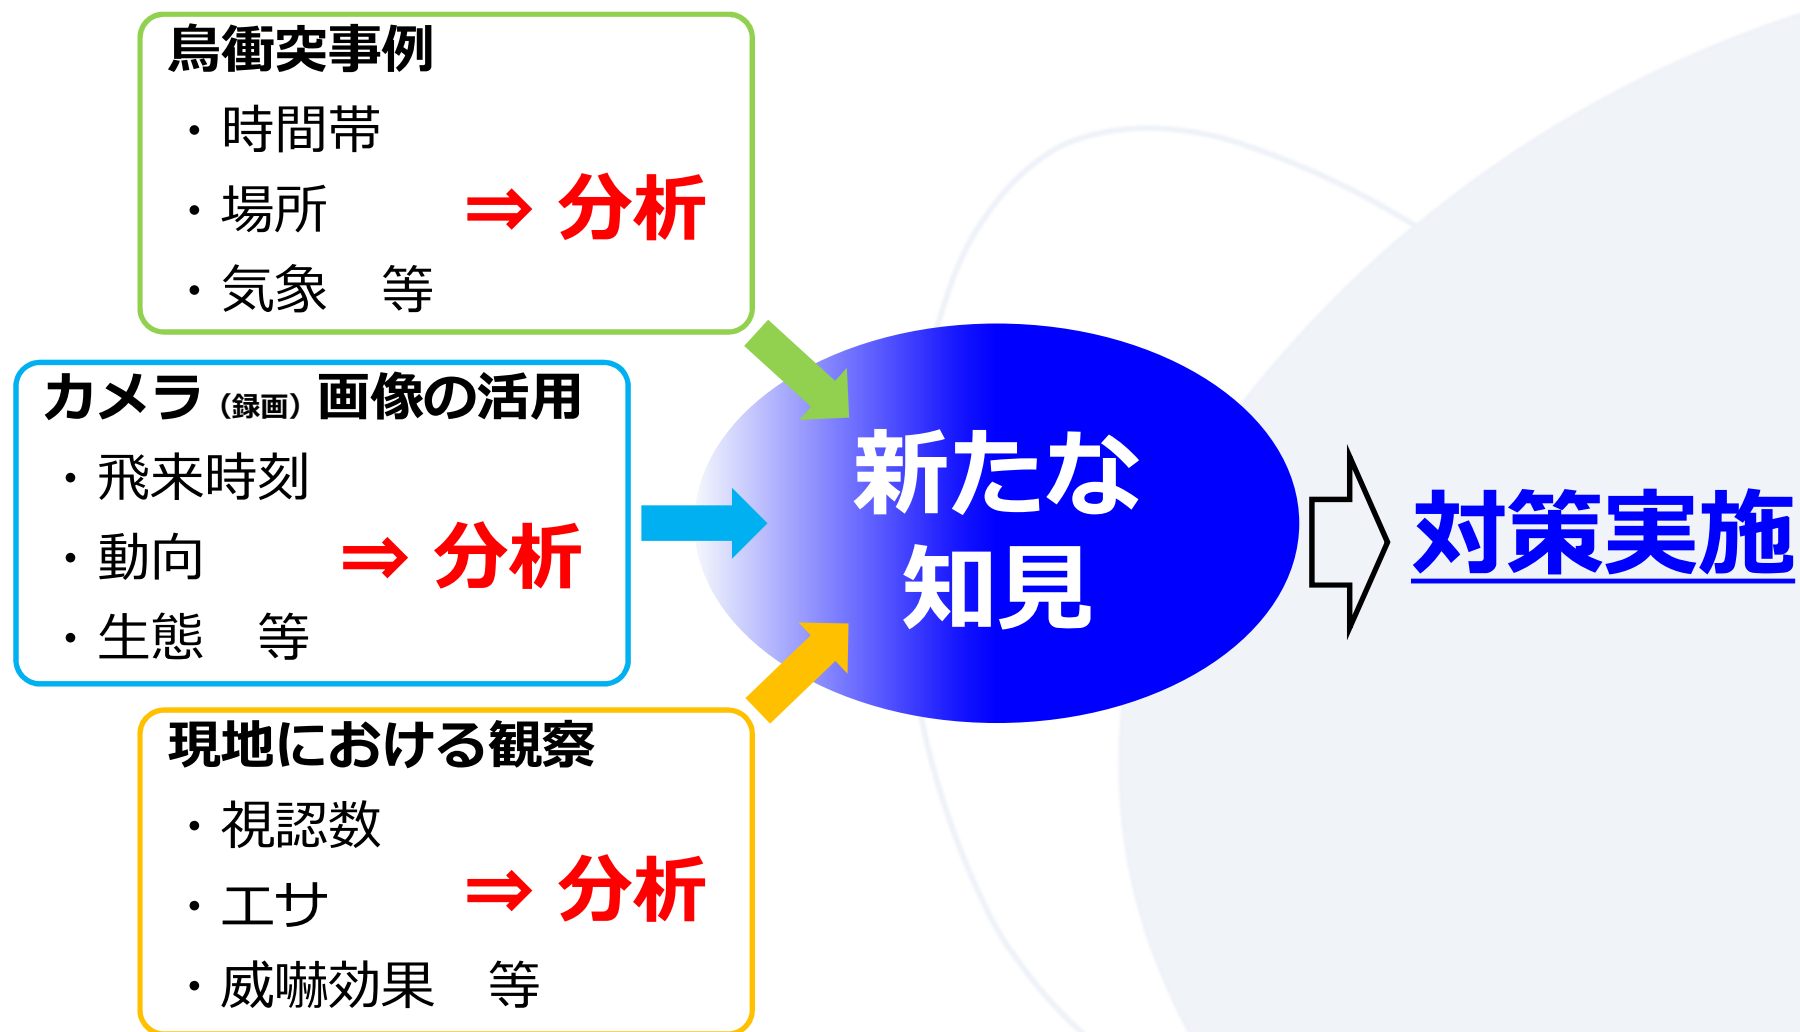 鳥衝突事例
・時間帯
・場所
⇒ 分析
・気象　等
カメラ（録画）画像の活用
・飛来時刻
・動向
⇒ 分析
・生態　等
現地における観察
・視認数
・エサ
⇒ 分析
・威嚇効果　等
新たな
知見
対策実施